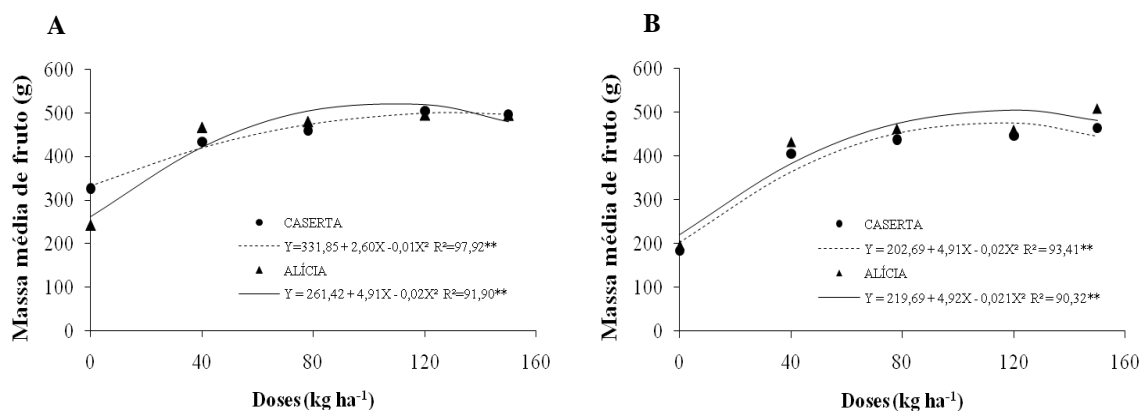 A
Massa média de fruto (g)
600
500
400
300
200
100
0
CASERTA
Y=331,85 + 2,60X - 0,01X² R²=97,92**
ALÍCIA
Y = 261,42 + 4,91X - 0,02X² R²=91,90**
0 40 80 120 160
Doses (kg ha⁻¹)
B
Massa média de fruto (g)
600
500
400
300
200
100
0
CASERTA
Y = 202,69 + 4,91X - 0,02X² R²= 93,41**
ALÍCIA
Y = 219,69 + 4,92X - 0,021X² R²= 90,32**
0 40 80 120 160
Doses (kg ha⁻¹)